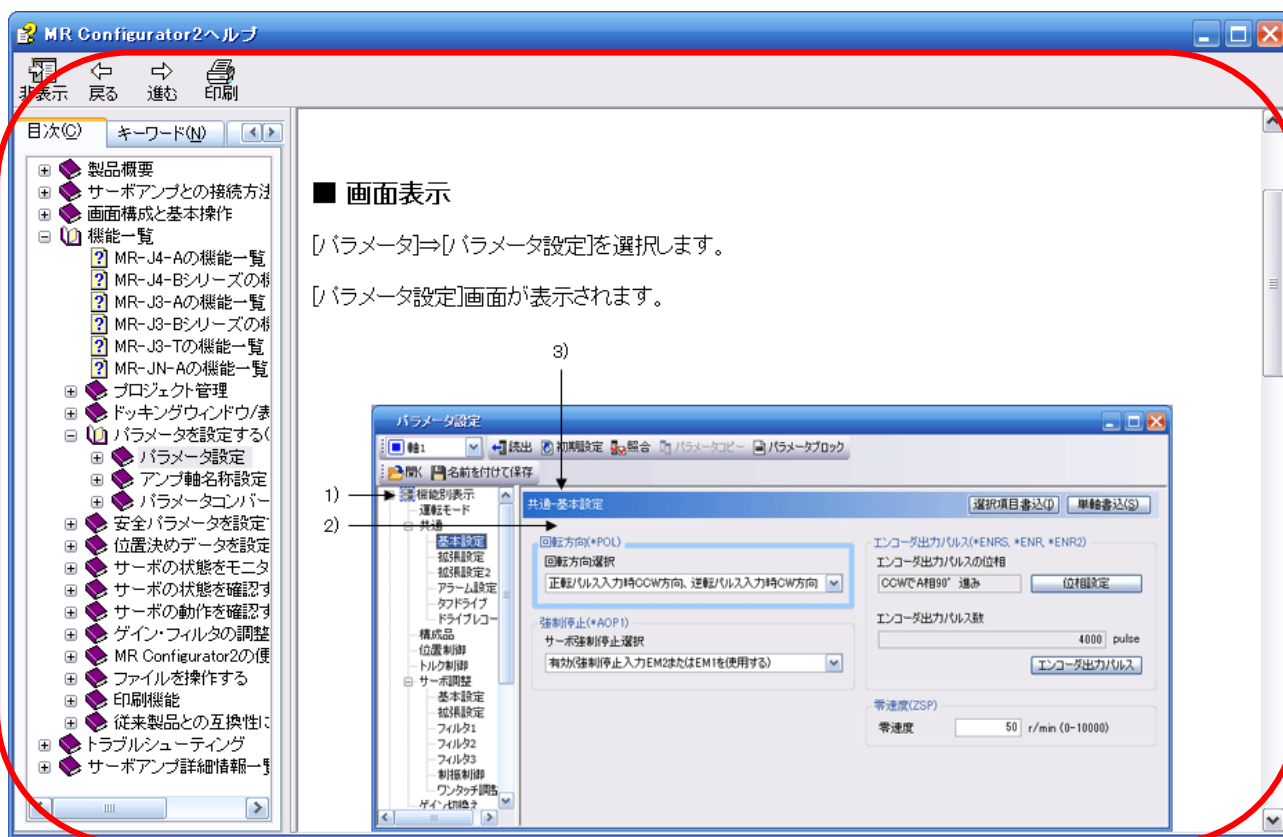 MR Configurator2ヘルプ
非表示 戻る 進む 印刷
目次(C) キーワード(N)
製品概要
サーボアンプとの接続方法
画面構成と基本操作
機能一覧
MR-J4-Aの機能一覧
MR-J4-Bシリーズの機
MR-J3-Aの機能一覧
MR-J3-Bシリーズの機
MR-J3-Tの機能一覧
MR-JN-Aの機能一覧
プロジェクト管理
ドッキングウィンドウ/表
パラメータを設定する(
パラメータ設定
アンプ軸名称設定
パラメータコンバー
安全パラメータを設定
位置決めデータを設定
サーボの状態をモニタ
サーボの状態を確認す
サーボの動作を確認す
ゲイン・フィルタの調整
MR Configurator2の便
ファイルを操作する
印刷機能
従来製品との互換性に
トラブルシューティング
サーボアンプ詳細情報一覧
■ 画面表示
[パラメータ]⇒[パラメータ設定]を選択します。
[パラメータ設定]画面が表示されます。
3)
パラメータ設定
軸1 読出 初期設定 照合 パラメータコピー パラメータブロック
開く 名前を付けて保存
1)
2)
機能別表示
運転モード
共通
基本設定
拡張設定
拡張設定2
アラーム設定
タフドライブ
ドライブレコー
構成品
位置制御
トルク制御
サーボ調整
基本設定
拡張設定
フィルタ1
フィルタ2
フィルタ3
制振制御
ワンタッチ調整
ゲイン切換え
共通-基本設定 選択項目書込(I) 単軸書込(S)
回転方向(*POL)
回転方向選択
正転パルス入力時CCW方向、逆転パルス入力時CW方向
強制停止(*AOP1)
サーボ強制停止選択
有効(強制停止入力EM2またはEM1を使用する)
エンコーダ出力パルス(*ENRS, *ENR, *ENR2)
エンコーダ出力パルスの位相
CCWでA相90°進み 位相設定
エンコーダ出力パルス数
4000 pulse
エンコーダ出力パルス
零速度(ZSP)
零速度 50 r/min (0-10000)